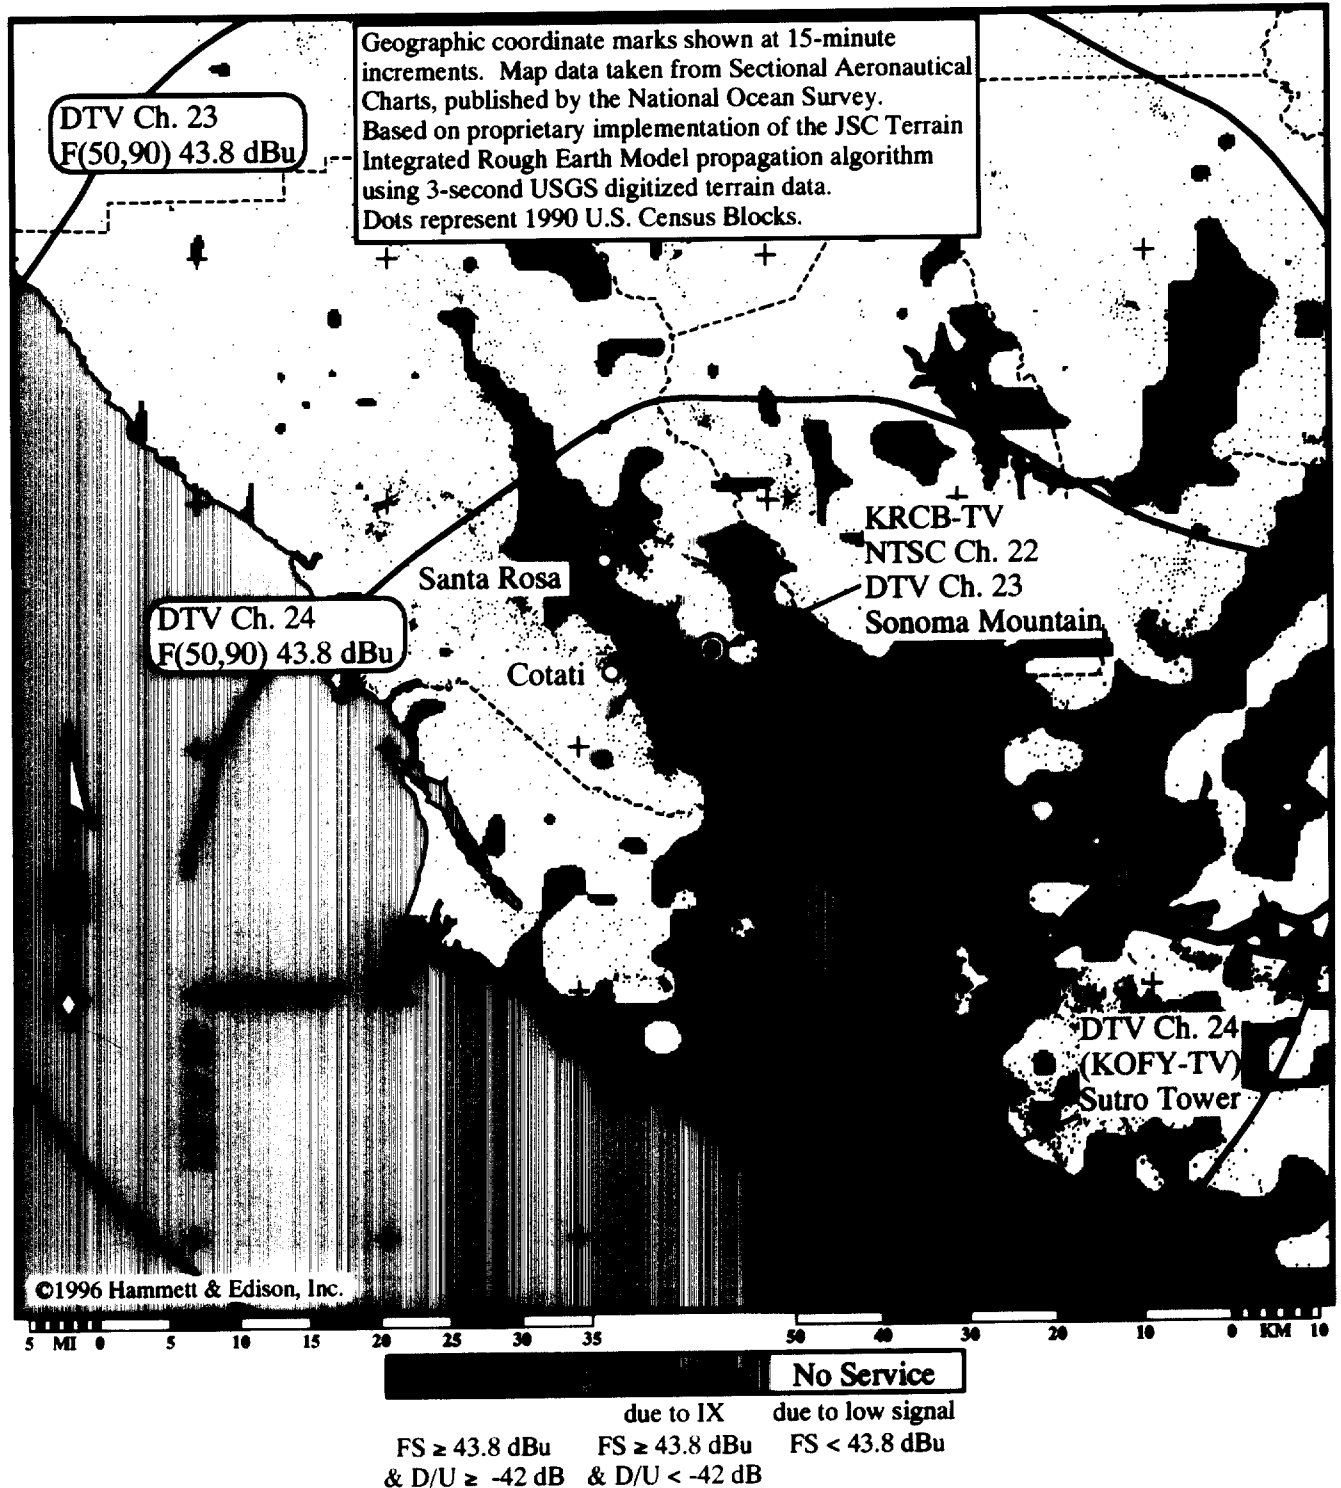 Geographic coordinate marks shown at 15-minute
increments. Map data taken from Sectional Aeronautical
Charts, published by the National Ocean Survey.
Based on proprietary implementation of the JSC Terrain
Integrated Rough Earth Model propagation algorithm
using 3-second USGS digitized terrain data.
Dots represent 1990 U.S. Census Blocks.
DTV Ch. 23
F(50,90) 43.8 dBu
KRCB-TV
NTSC Ch. 22
DTV Ch. 23
Sonoma Mountain
Santa Rosa
DTV Ch. 24
F(50,90) 43.8 dBu
Cotati
DTV Ch. 24
(KOFY-TV)
Sutro Tower
©1996 Hammett & Edison, Inc.
5 MI 0 5 10 15 20 25 30 35 50 40 30 20 10 0 KM 10
No Service
due to IX due to low signal
FS ≥ 43.8 dBu FS ≥ 43.8 dBu FS < 43.8 dBu
& D/U ≥ -42 dB & D/U < -42 dB